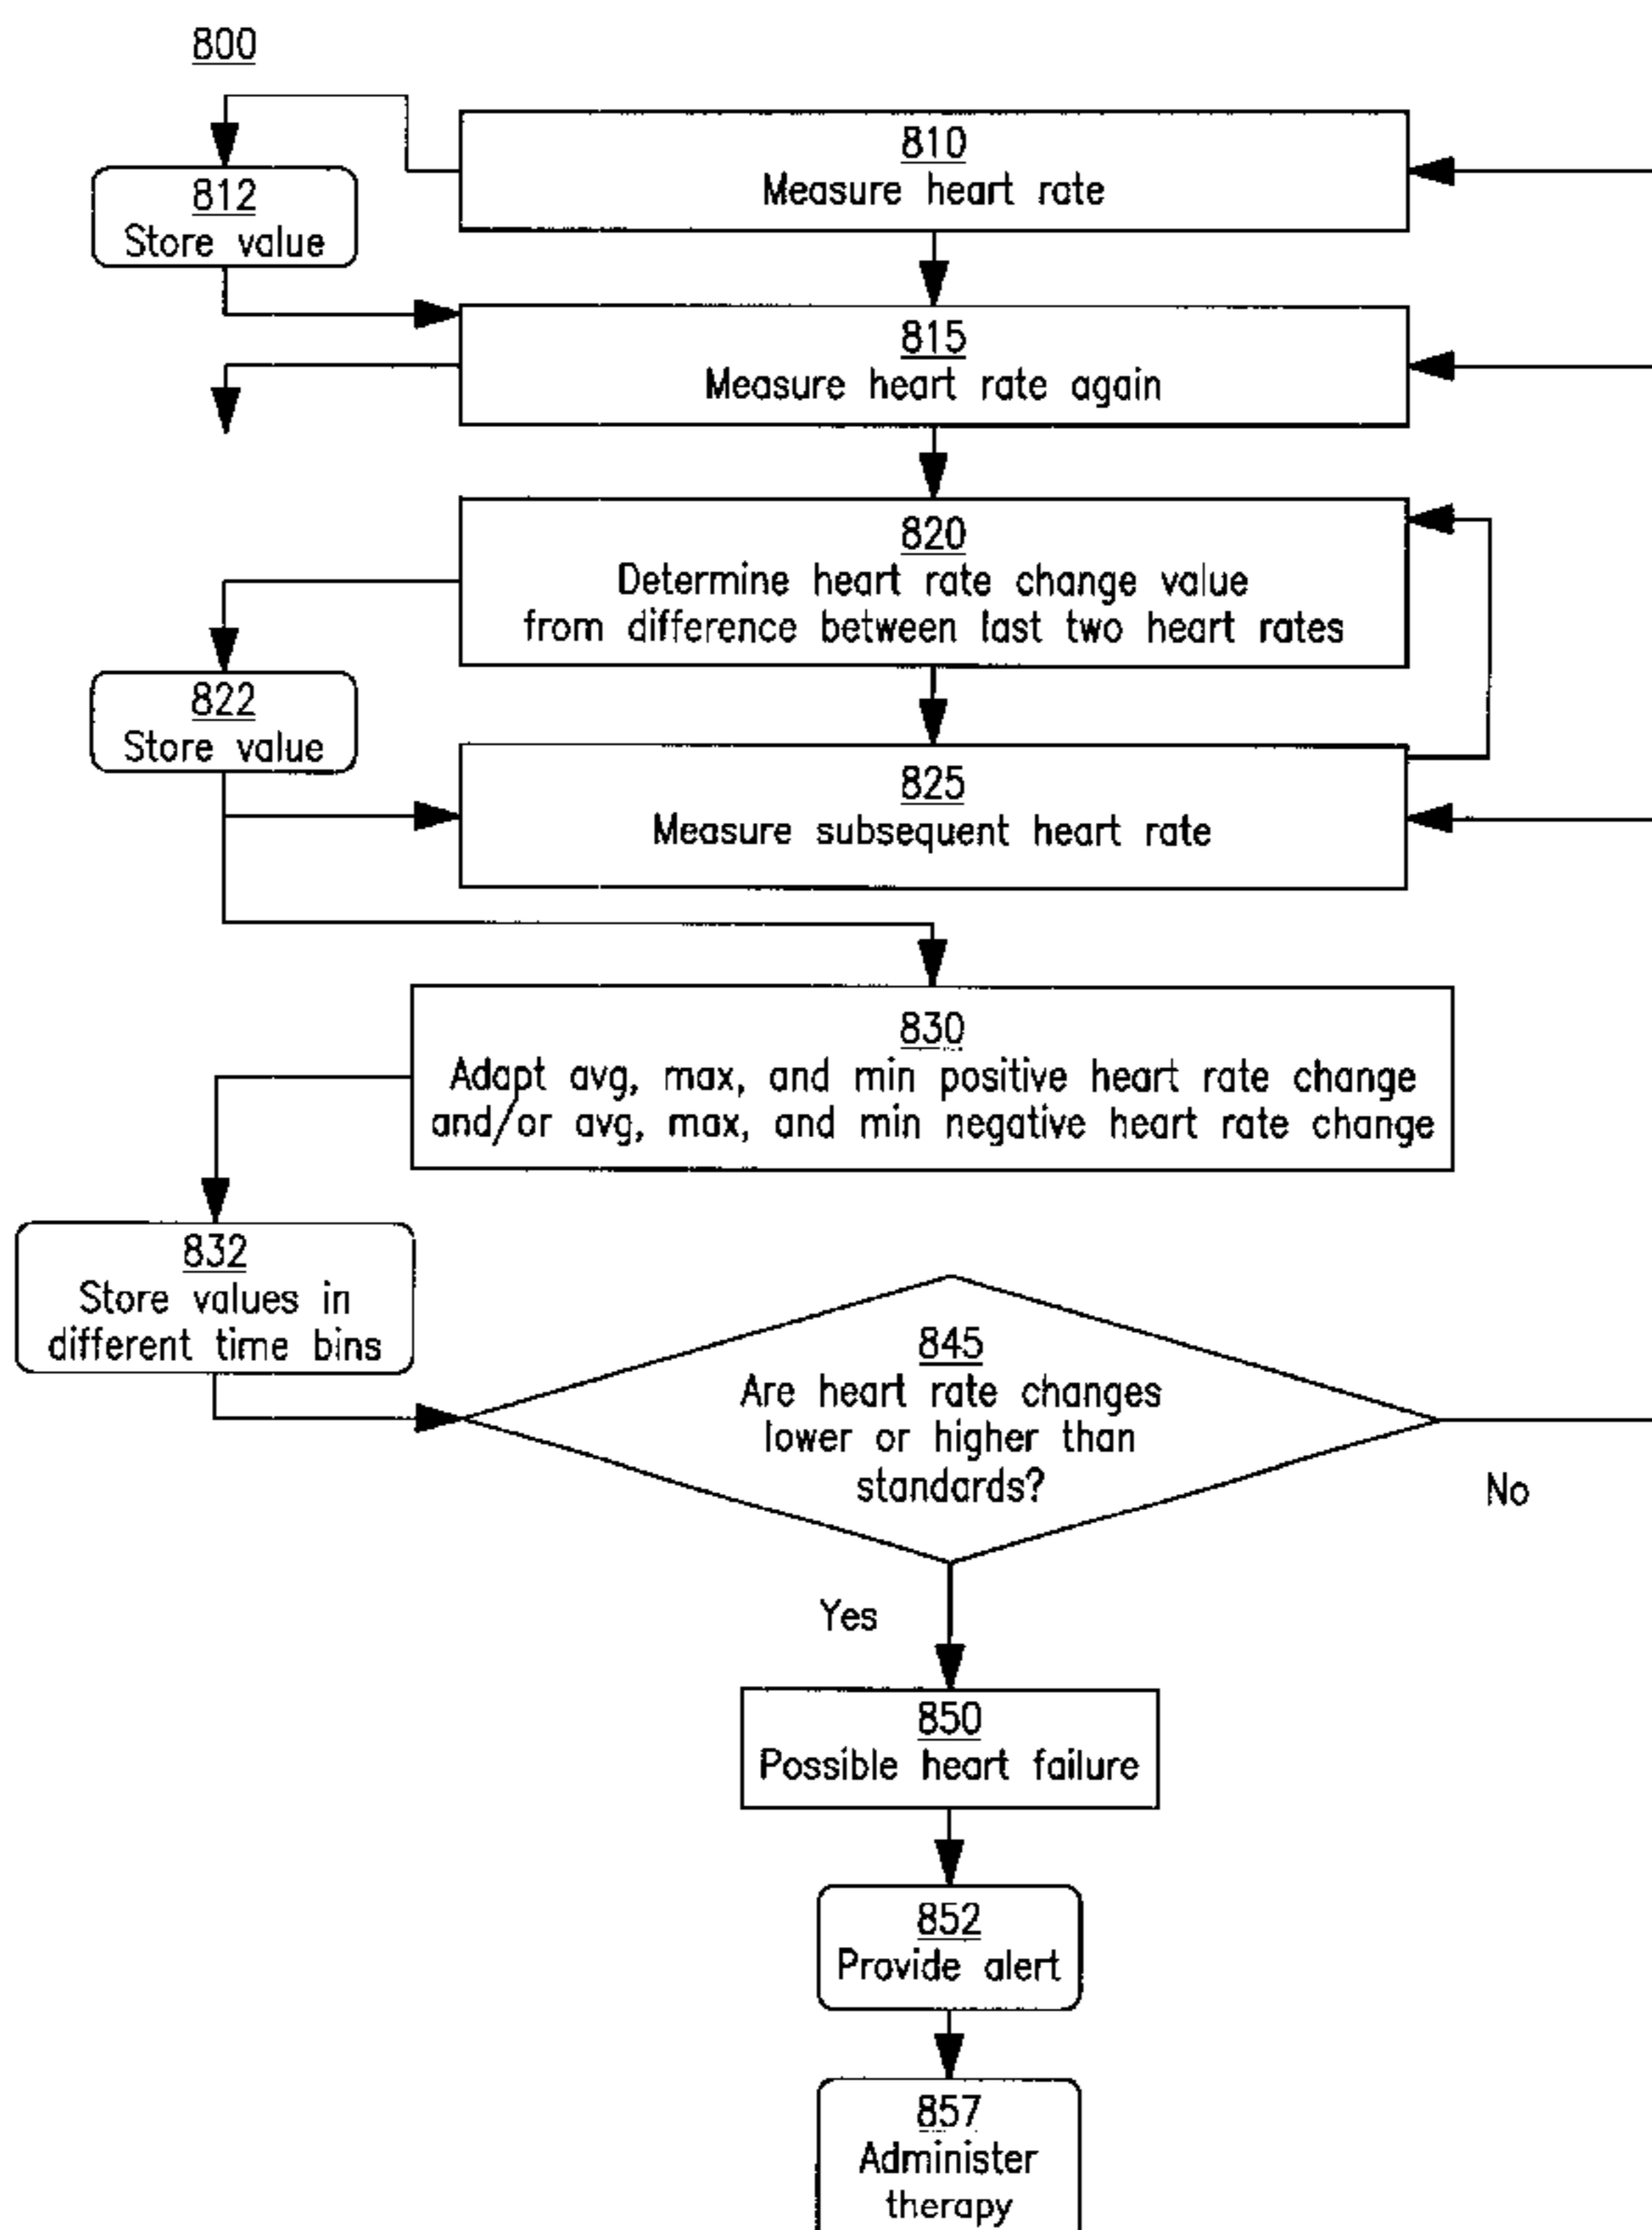 800
810
Measure heart rate
812
Store value
815
Measure heart rate again
820
Determine heart rate change value
from difference between last two heart rates
822
Store value
825
Measure subsequent heart rate
830
Adapt avg, max, and min positive heart rate change
and/or avg, max, and min negative heart rate change
832
Store values in
different time bins
845
Are heart rate changes
lower or higher than
standards?
No
Yes
850
Possible heart failure
852
Provide alert
857
Administer
therapy